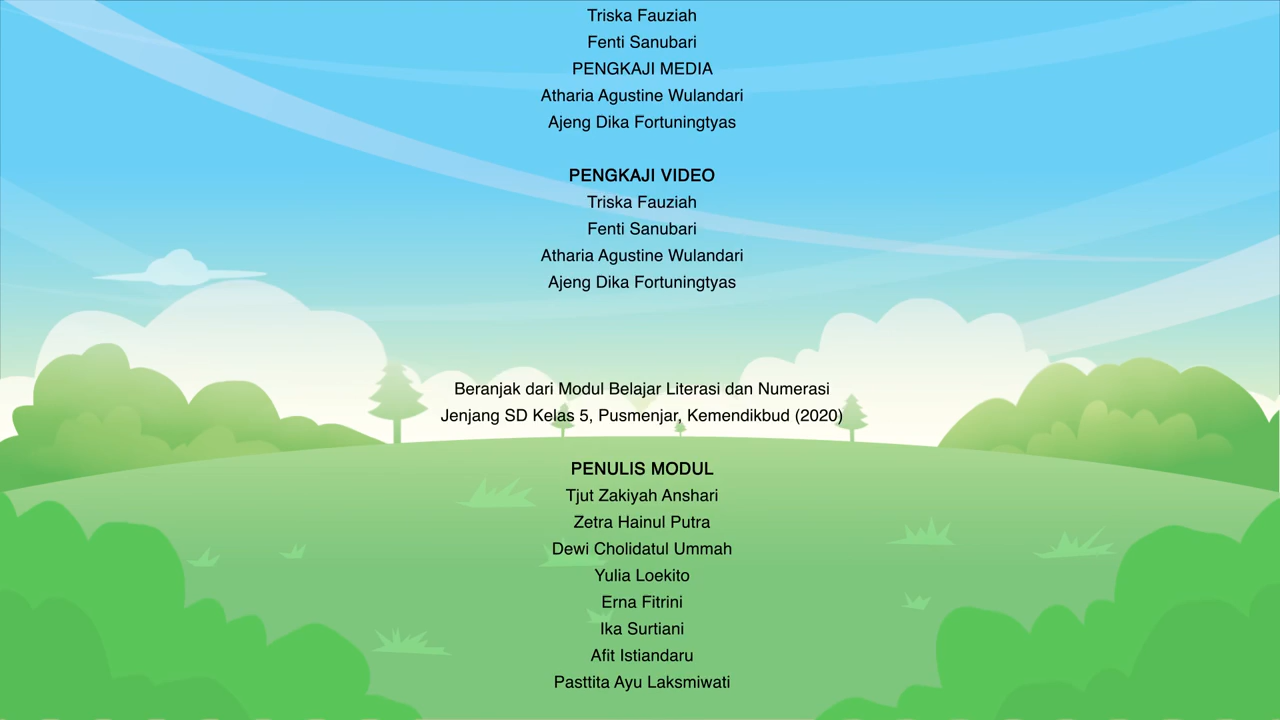 Triska Fauziah
Fenti Sanubari
PENGKAJI MEDIA
Atharia Agustine Wulandari
Ajeng Dika Fortuningtyas
PENGKAJI VIDEO
Triska Fauziah
Fenti Sanubari
Atharia Agustine Wulandari
Ajeng Dika Fortuningtyas
Beranjak dari Modul Belajar Literasi dan Numerasi
Jenjang SD Kelas 5, Pusmenjar, Kemendikbud (2020)
PENULIS MODUL
Tjut Zakiyah Anshari
Zetra Hainul Putra
Dewi Cholidatul Ummah
Yulia Loekito
Erna Fitrini
Ika Surtiani
Afit Istiandaru
Pasttita Ayu Laksmiwati